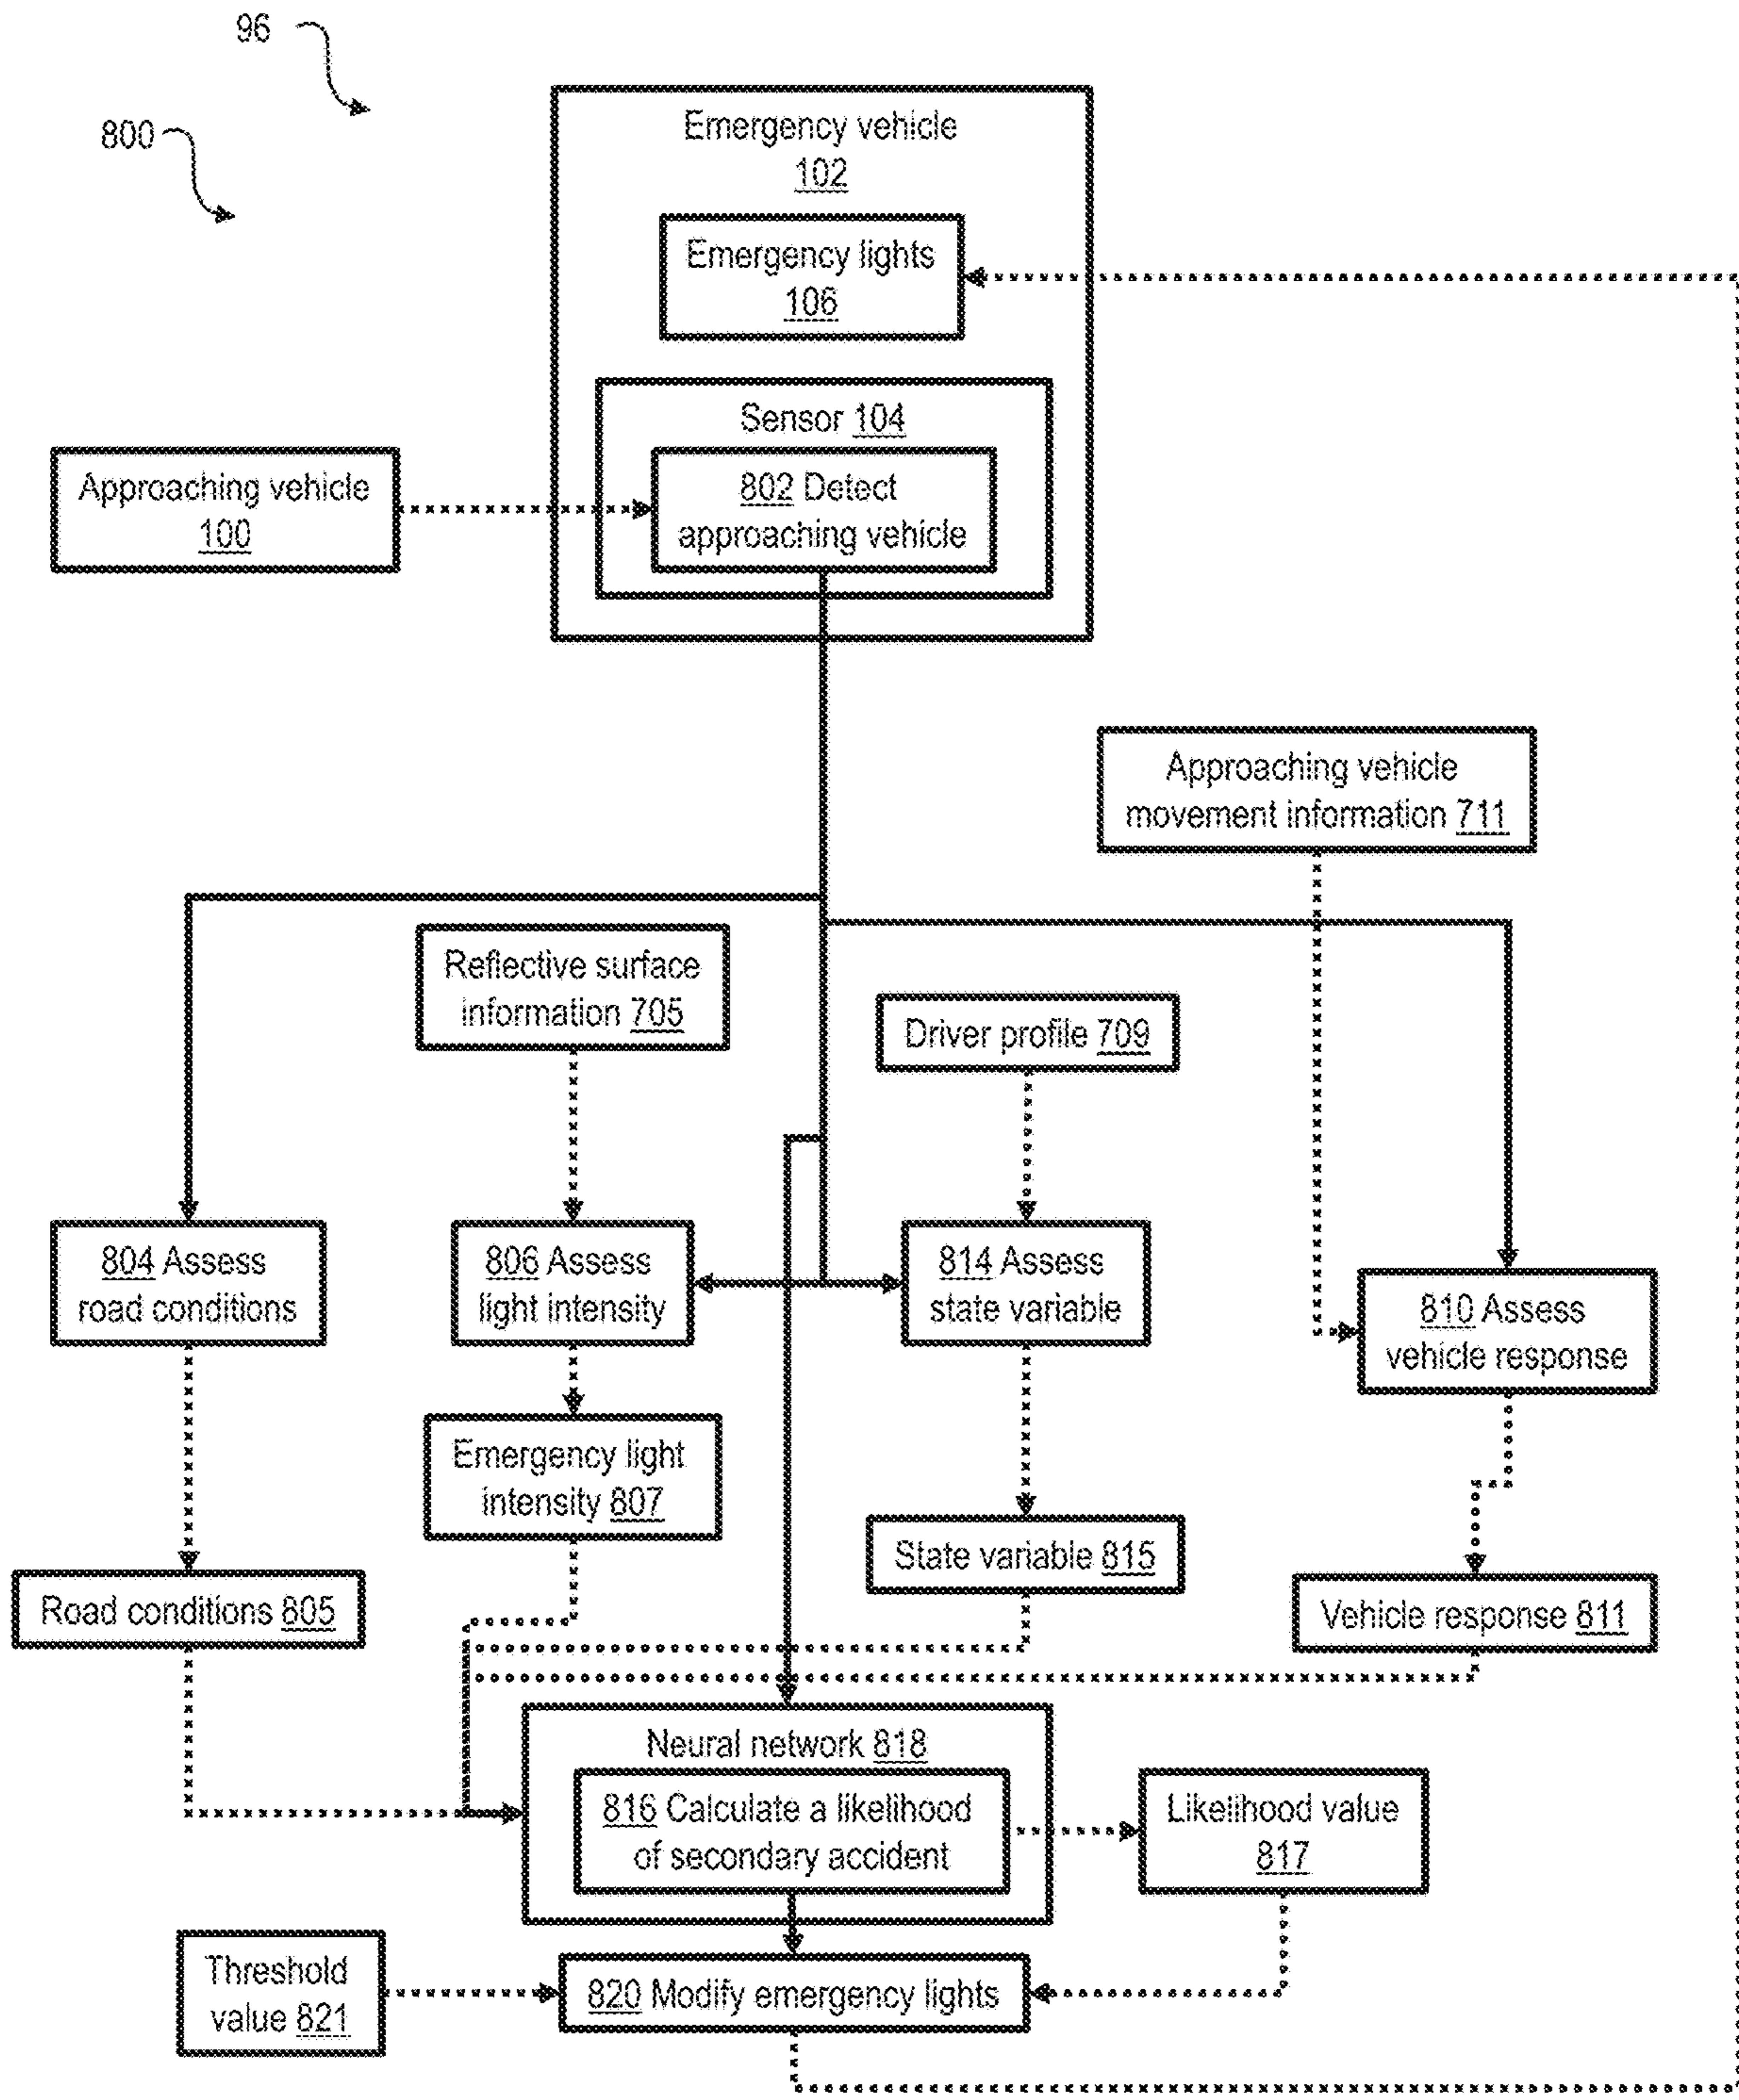 96
800
Emergency vehicle
102
Emergency lights
106
Sensor 104
Approaching vehicle
100
802 Detect
approaching vehicle
Approaching vehicle
movement information 711
Reflective surface
information 705
Driver profile 709
804 Assess
road conditions
806 Assess
light intensity
814 Assess
state variable
810 Assess
vehicle response
Emergency light
intensity 807
State variable 815
Road conditions 805
Vehicle response 811
Neural network 818
816 Calculate a likelihood
of secondary accident
Likelihood value
817
Threshold
value 821
820 Modify emergency lights